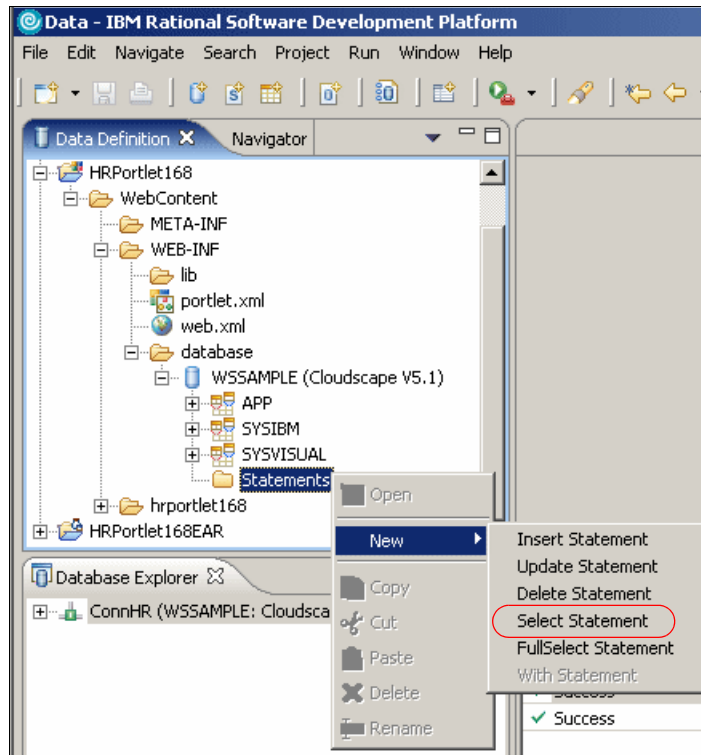 Data - IBM Rational Software Development Platform
File Edit Navigate Search Project Run Window Help
Data Definition Navigator
HRPortlet168
WebContent
META-INF
WEB-INF
lib
portlet.xml
web.xml
database
WSSAMPLE (Cloudscape V5.1)
APP
SYSIBM
SYSVISUAL
Statements
hrportlet168
HRPortlet168EAR
Open
New
Copy
Cut
Paste
Delete
Rename
Insert Statement
Update Statement
Delete Statement
Select Statement
FullSelect Statement
With Statement
Database Explorer
ConnHR (WSSAMPLE: Cloudsca
Success
Success